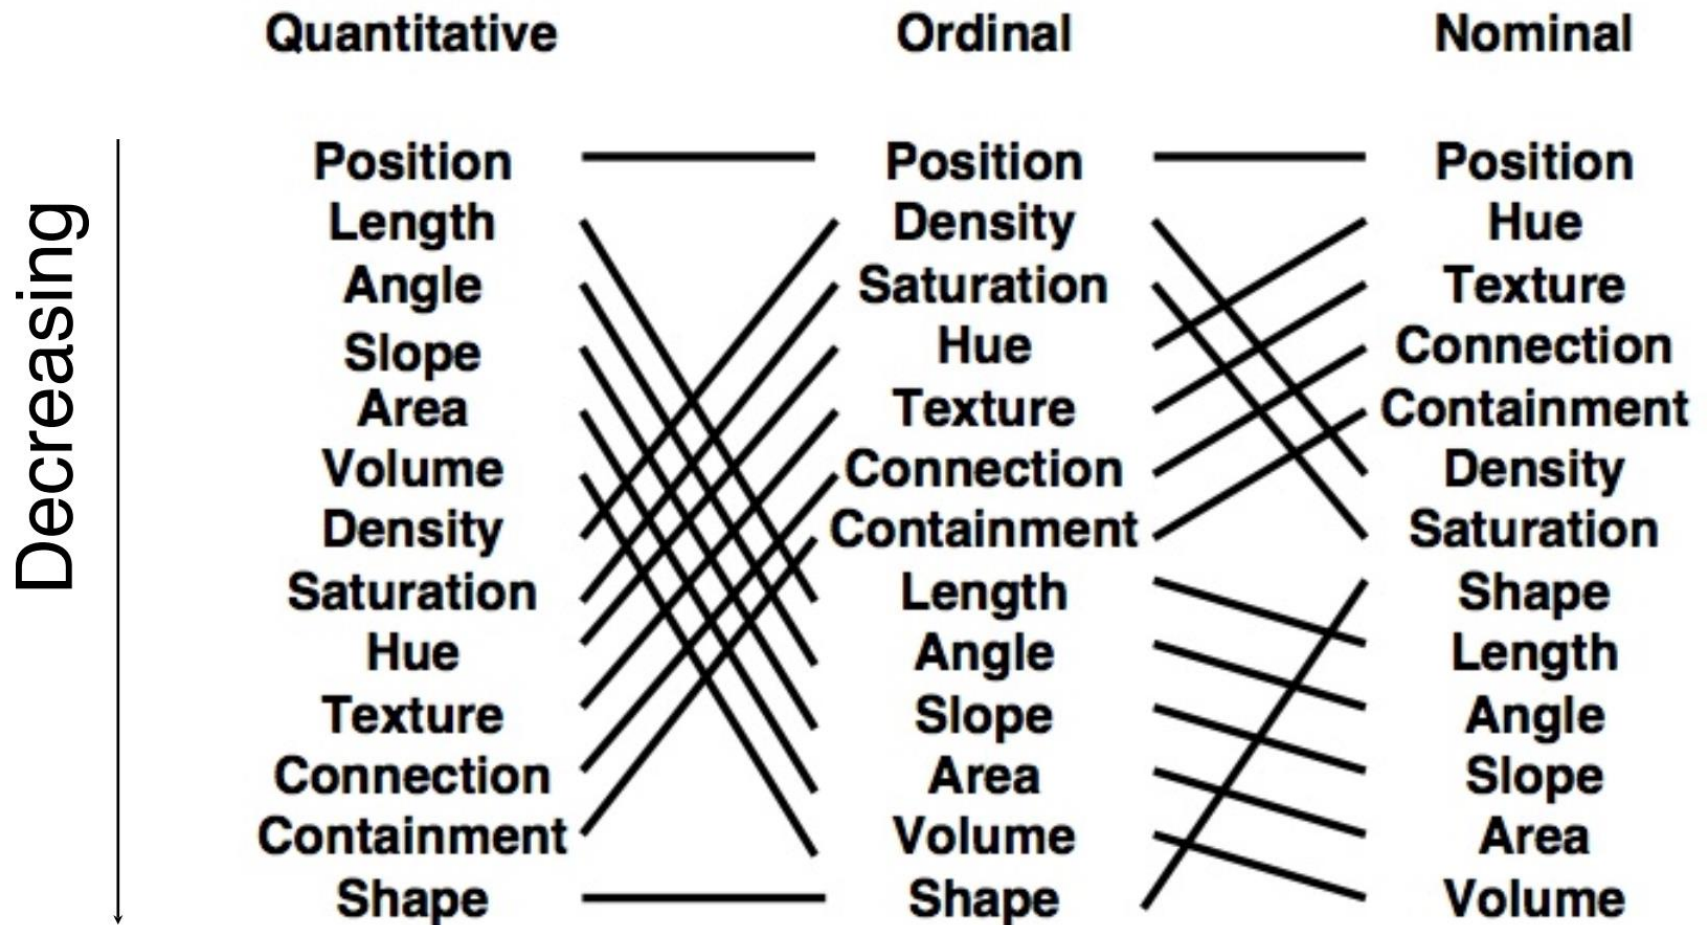 Quantitative Ordinal Nominal
Decreasing
Position Position Position
Length Density Hue
Angle Saturation Texture
Slope Hue Connection
Area Texture Containment
Volume Connection Density
Density Containment Saturation
Saturation Length Shape
Hue Angle Length
Texture Slope Angle
Connection Area Slope
Containment Volume Area
Shape Shape Volume